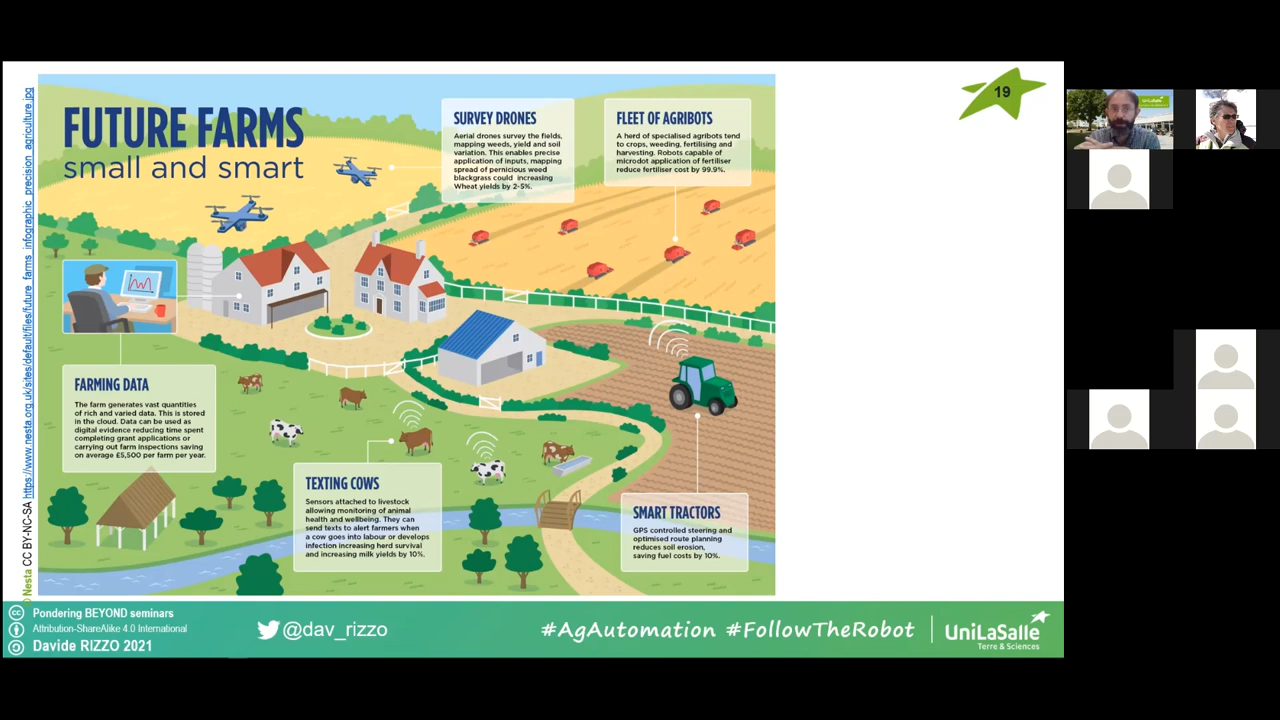 19
FUTURE FARMS
small and smart
SURVEY DRONES
Aerial drones survey the fields,
mapping weeds, yield and soil
variation. This enables precise
application of inputs, mapping
spread of pernicious weed
blackgrass could increasing
Wheat yields by 2-5%.
FLEET OF AGRIBOTS
A herd of specialised agribots tend
to crops, weeding, fertilising and
harvesting. Robots capable of
microdot application of fertiliser
reduce fertiliser cost by 99.9%.
FARMING DATA
The farm generates vast quantities
of rich and varied data. This is stored
in the cloud. Data can be used as
digital evidence reducing time spent
completing grant applications or
carrying out farm inspections saving
on average £5,500 per farm per year.
TEXTING COWS
Sensors attached to livestock
allowing monitoring of animal
health and wellbeing. They can
send texts to alert farmers when
a cow goes into labour or develops
infection increasing herd survival
and increasing milk yields by 10%.
SMART TRACTORS
GPS controlled steering and
optimised route planning
reduces soil erosion,
saving fuel costs by 10%.
Nesta CC BY-NC-SA https://www.nesta.org.uk/sites/default/files/future_farms_infographic_precision_agriculture.jpg
Pondering BEYOND seminars
Attribution-ShareAlike 4.0 International
Davide RIZZO 2021
@dav_rizzo
#AgAutomation #FollowTheRobot
UniLaSalle
Terre & Sciences